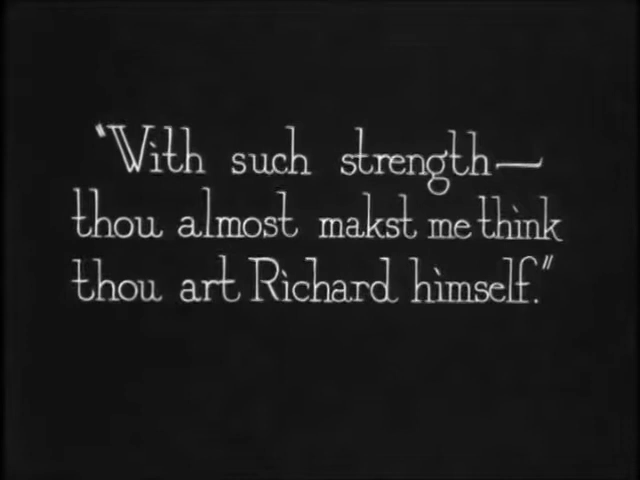 "With such strength—
thou almost makst me think
thou art Richard himself."